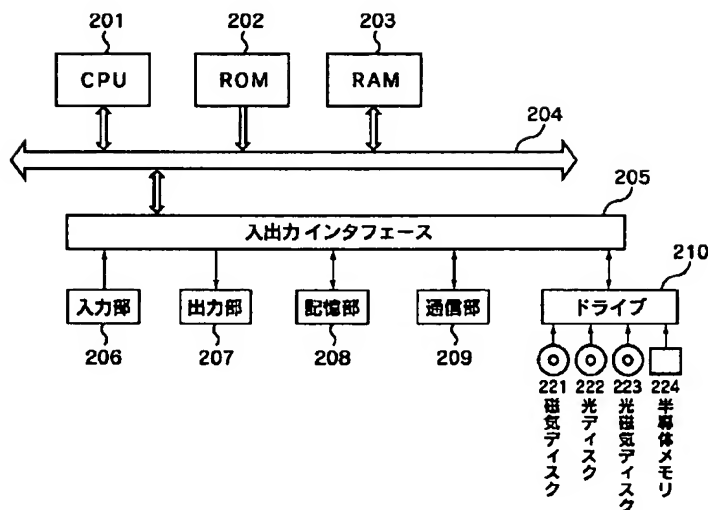 201
202
203
CPU
ROM
RAM
204
205
入出力 インタフェース
210
入力部
出力部
記憶部
通信部
ドライブ
206
207
208
209
221
222
223
224
磁気ディスク
光ディスク
光磁気ディスク
半導体メモリ